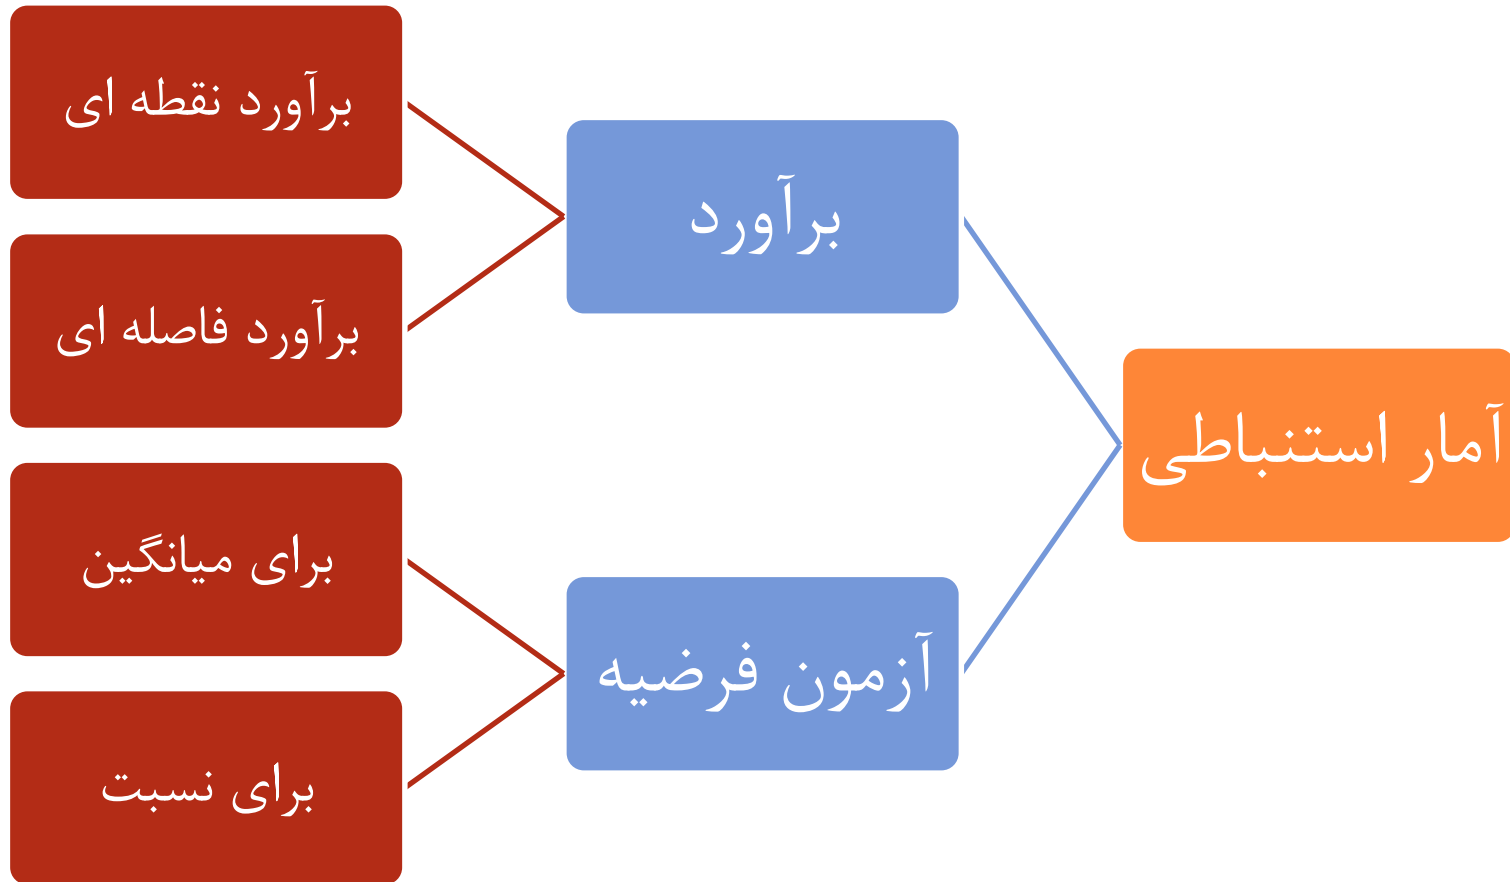 آمار استنباطی
برآورد
برآورد نقطه ای
برآورد فاصله ای
آزمون فرضیه
برای میانگین
برای نسبت